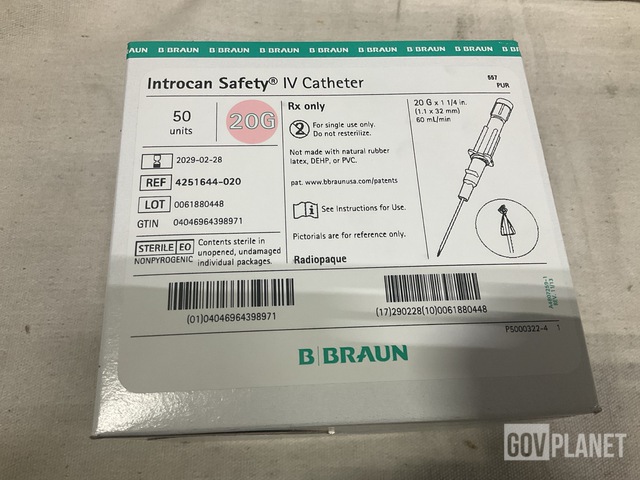 AUN B BRAUN B BRAUN B BRAUN B BRAUN B BRAUN B BRAUN B BRAUN B B
Introcan Safety® IV Catheter
557
PUR
50
units
20G
Rx only
For single use only.
Do not resterilize.
Not made with natural rubber
latex, DEHP, or PVC.
pat. www.bbraunusa.com/patents
See Instructions for Use.
Pictorials are for reference only.
Radiopaque
20 G x 1 1/4 in.
(1.1 x 32 mm)
60 mL/min
2029-02-28
REF 4251644-020
LOT 0061880448
GTIN 04046964398971
STERILE EO
NONPYROGENIC
Contents sterile in
unopened, undamaged
individual packages.
(01)04046964398971
(17)290228(10)0061880448
PS000322-4 1
B BRAUN
GOVPLANET